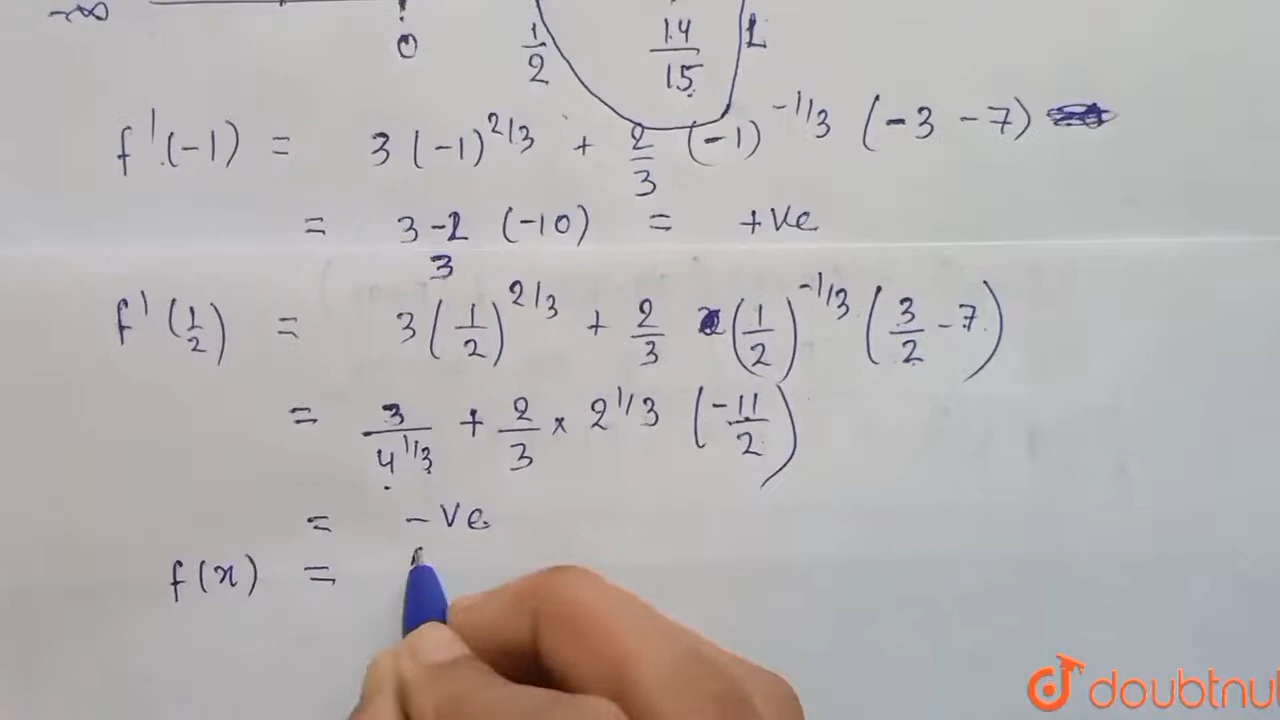 -∞
0
1/2
14/15
1
f'(-1) = 3(-1)^2/3 + 2/3 (-1)^-1/3 (-3-7)
= 3 - 2/3 (-10) = +ve
f'(1/2) = 3(1/2)^2/3 + 2/3 (1/2)^-1/3 (3/2 - 7)
= 3/4^1/3 + 2/3 × 2^1/3 (-11/2)
= -ve
f(x) =
doubtnut